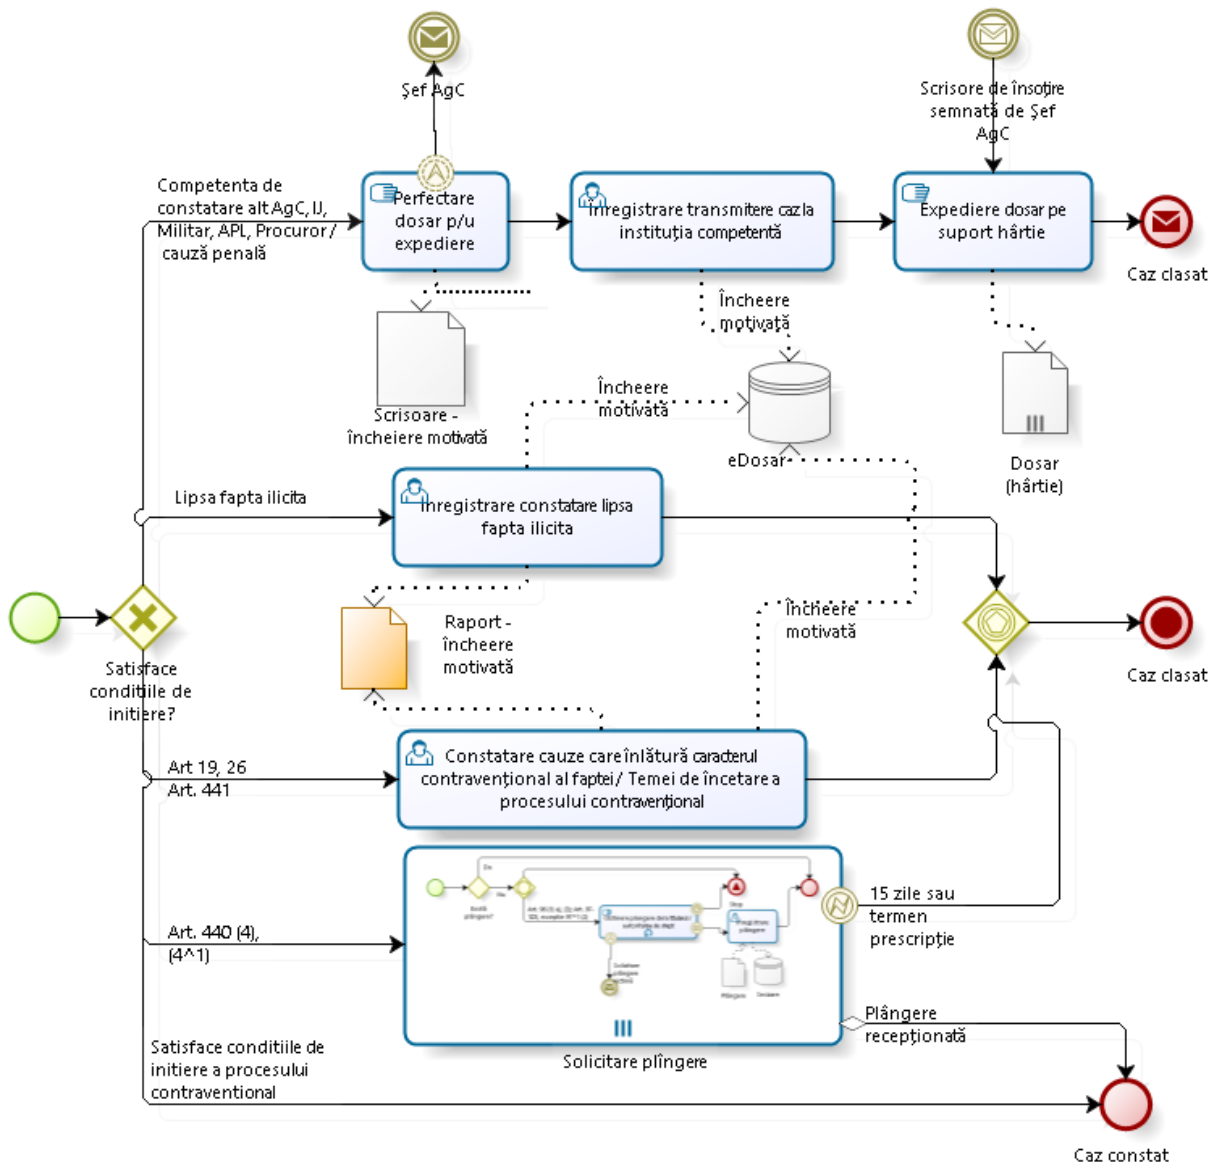 Şef AgC
Scrisore de însoţire
semnată de Şef
AgC
Competenta de
constatare alt AgC, IJ,
Militar, APL, Procuror /
cauză penală
Perfectare
dosar p/u
expediere
Înregistrare transmitere caz la
instituţia competentă
Expediere dosar pe
suport hârtie
Caz clasat
Încheere
motivată
Scrisoare -
încheiere motivată
Încheere
motivată
eDosar
Dosar
(hârtie)
Lipsa fapta ilicita
Inregistrare constatare lipsa
fapta ilicita
Satisface
conditiile de
initiere?
Raport -
încheere
motivată
Încheere
motivată
Caz clasat
Art 19, 26
Art. 441
Constatare cauze care înlătură caracterul
contravenţional al faptei/ Temei de încetare a
procesului contravenţional
Art. 440 (4),
(4^1)
Da
Nu
Stop
Plângere
15 zile sau
termen
prescripţie
Solicitare plîngere
Plângere
recepţionată
Satisface conditiile de
initiere a procesului
contraventional
Caz constat